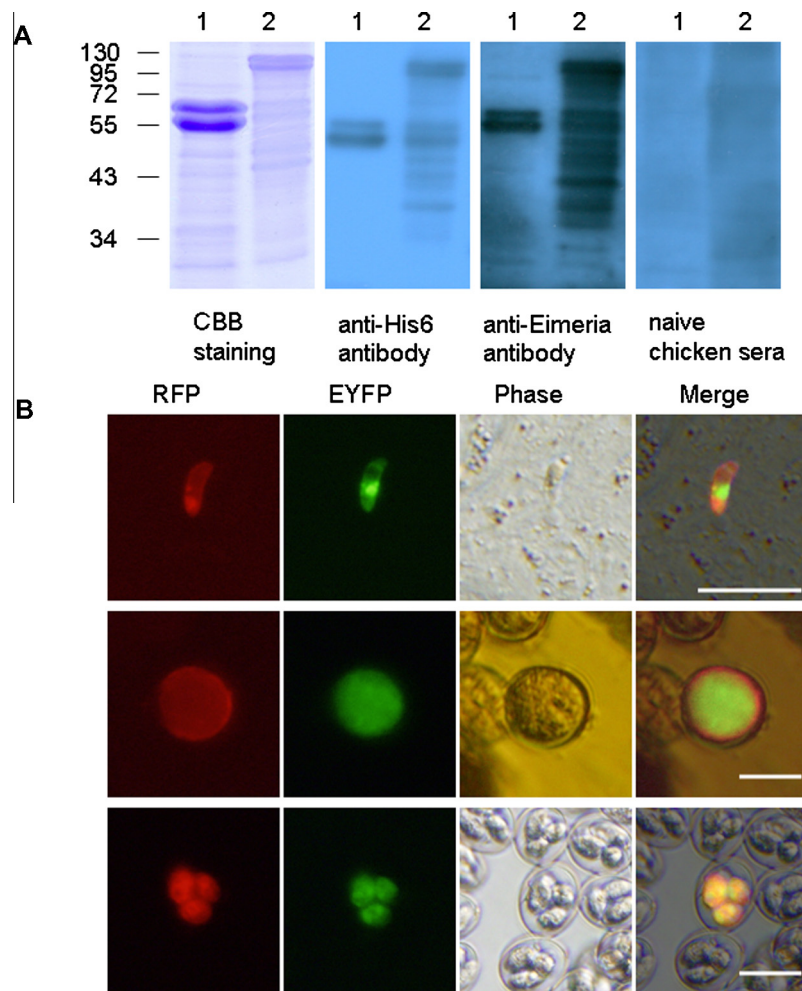 A
1 2 1 2 1 2 1 2
130
95
72
55
43
34
CBB
staining
anti-His6
antibody
anti-Eimeria
antibody
naive
chicken sera
B
RFP EYFP Phase Merge